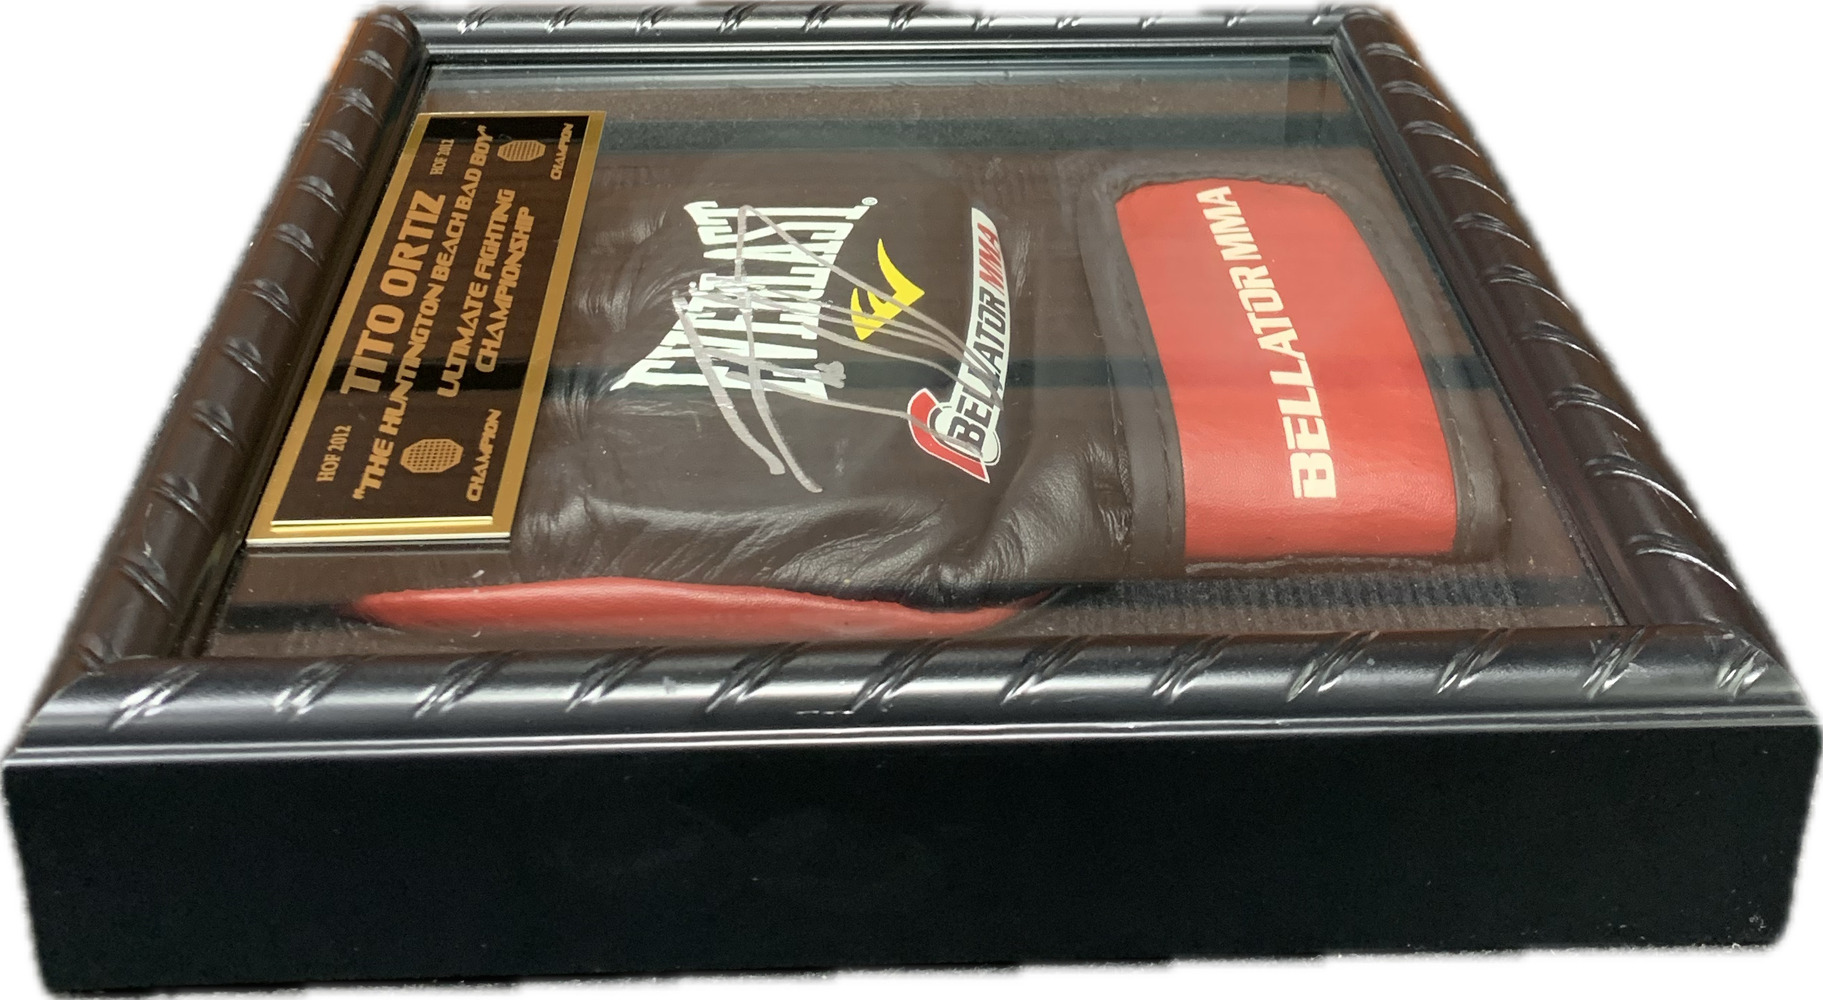 HOF 2012
TITO ORTIZ
HOF 2012
"THE HUNTINGTON BEACH BAD BOY"
ULTIMATE FIGHTING
CHAMPIONSHIP
CHAMPION
CHAMPION
EVERLAST®
BELLATOR MMA
BELLATOR MMA